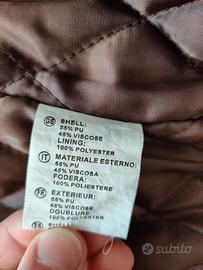 GB SHELL:
55% PU
45% VISCOSE
LINING:
100% POLYESTER
IT MATERIALE ESTERNO:
55% PU
45% VISCOSA
FODERA:
100% POLIESTERE
FR EXTERIEUR:
55% PU
45% VISCOSE
DOUBLURE:
100% POLYESTER
ES
subito